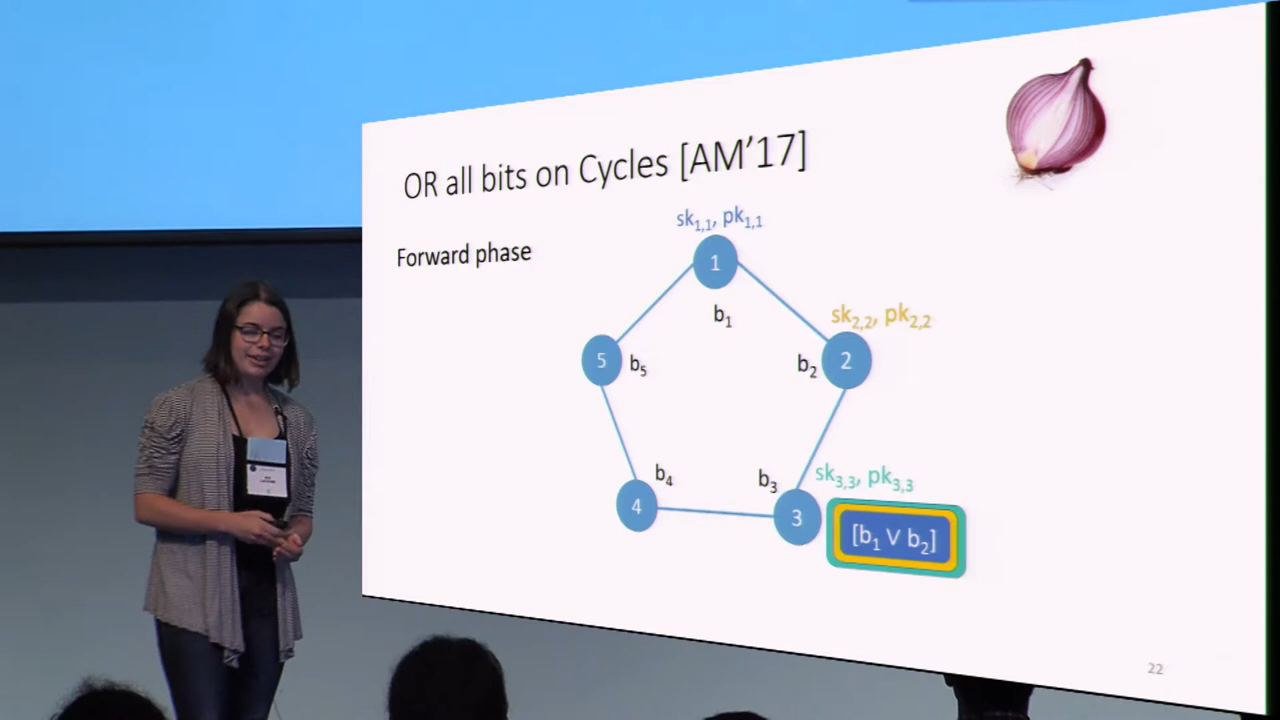 OR all bits on Cycles [AM'17]
Forward phase
sk1,1, pk1,1
1
b1
sk2,2, pk2,2
b2
2
5
b5
b4
b3
sk3,3, pk3,3
4
3
[b1 V b2]
22